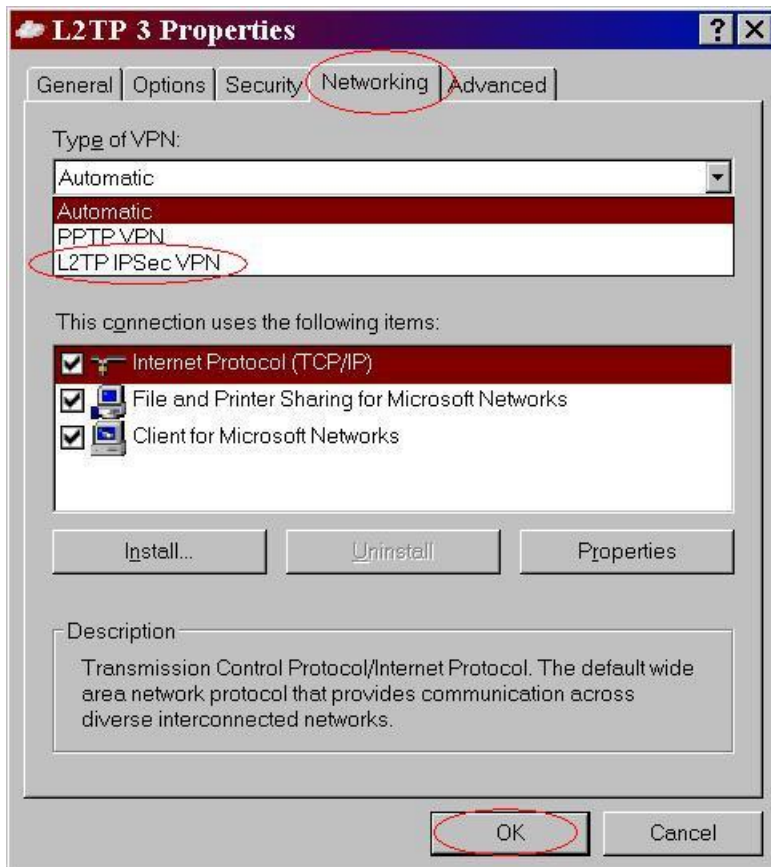 L2TP 3 Properties
General Options Security Networking Advanced
Type of VPN:
Automatic
Automatic
PPTP VPN
L2TP IPSec VPN
This connection uses the following items:
Internet Protocol (TCP/IP)
File and Printer Sharing for Microsoft Networks
Client for Microsoft Networks
Install... Uninstall Properties
Description
Transmission Control Protocol/Internet Protocol. The default wide
area network protocol that provides communication across
diverse interconnected networks.
OK Cancel